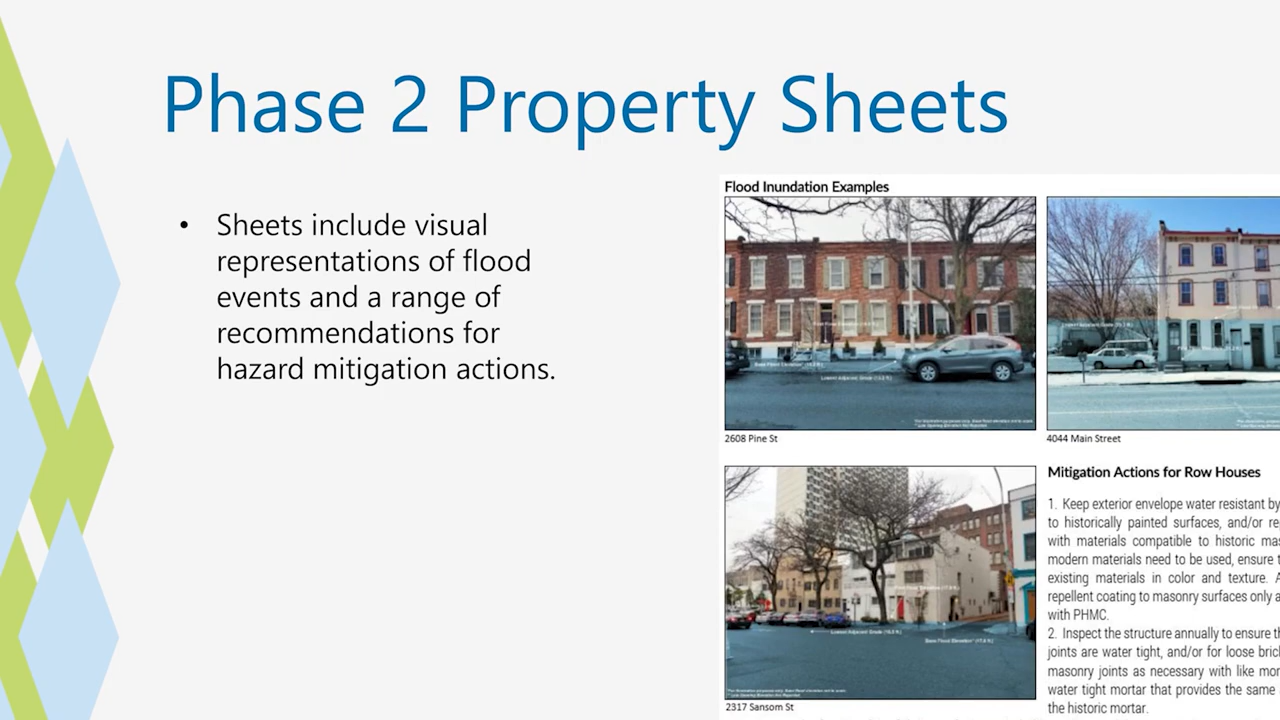 Phase 2 Property Sheets
• Sheets include visual
representations of flood
events and a range of
recommendations for
hazard mitigation actions.
Flood Inundation Examples
2608 Pine St
4044 Main Street
2317 Sansom St
Mitigation Actions for Row Houses
1. Keep exterior envelope water resistant by
to historically painted surfaces, and/or re
with materials compatible to historic
modern materials need to be used, ensure
existing materials in color and texture.
repellent coating to masonry surfaces only
with PHMC.
2. Inspect the structure annually to ensure
joints are water tight, and/or for loose
masonry joints as necessary with like
water tight mortar that provides the same
the historic mortar.